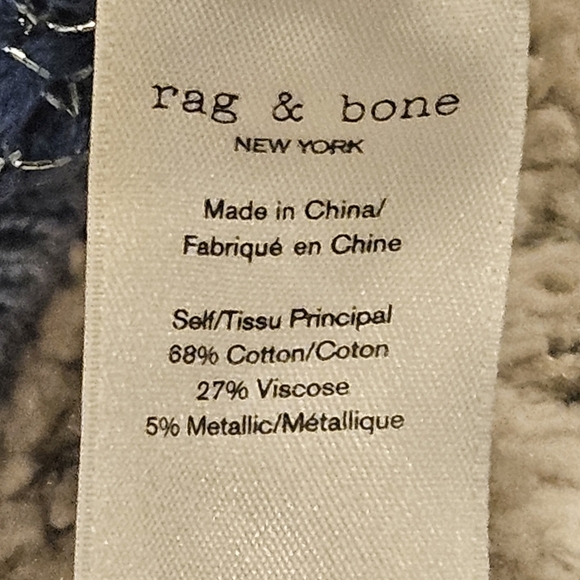 rag & bone
NEW YORK
Made in China/
Fabriqué en Chine
Self/Tissu Principal
68% Cotton/Coton
27% Viscose
5% Metallic/Métallique